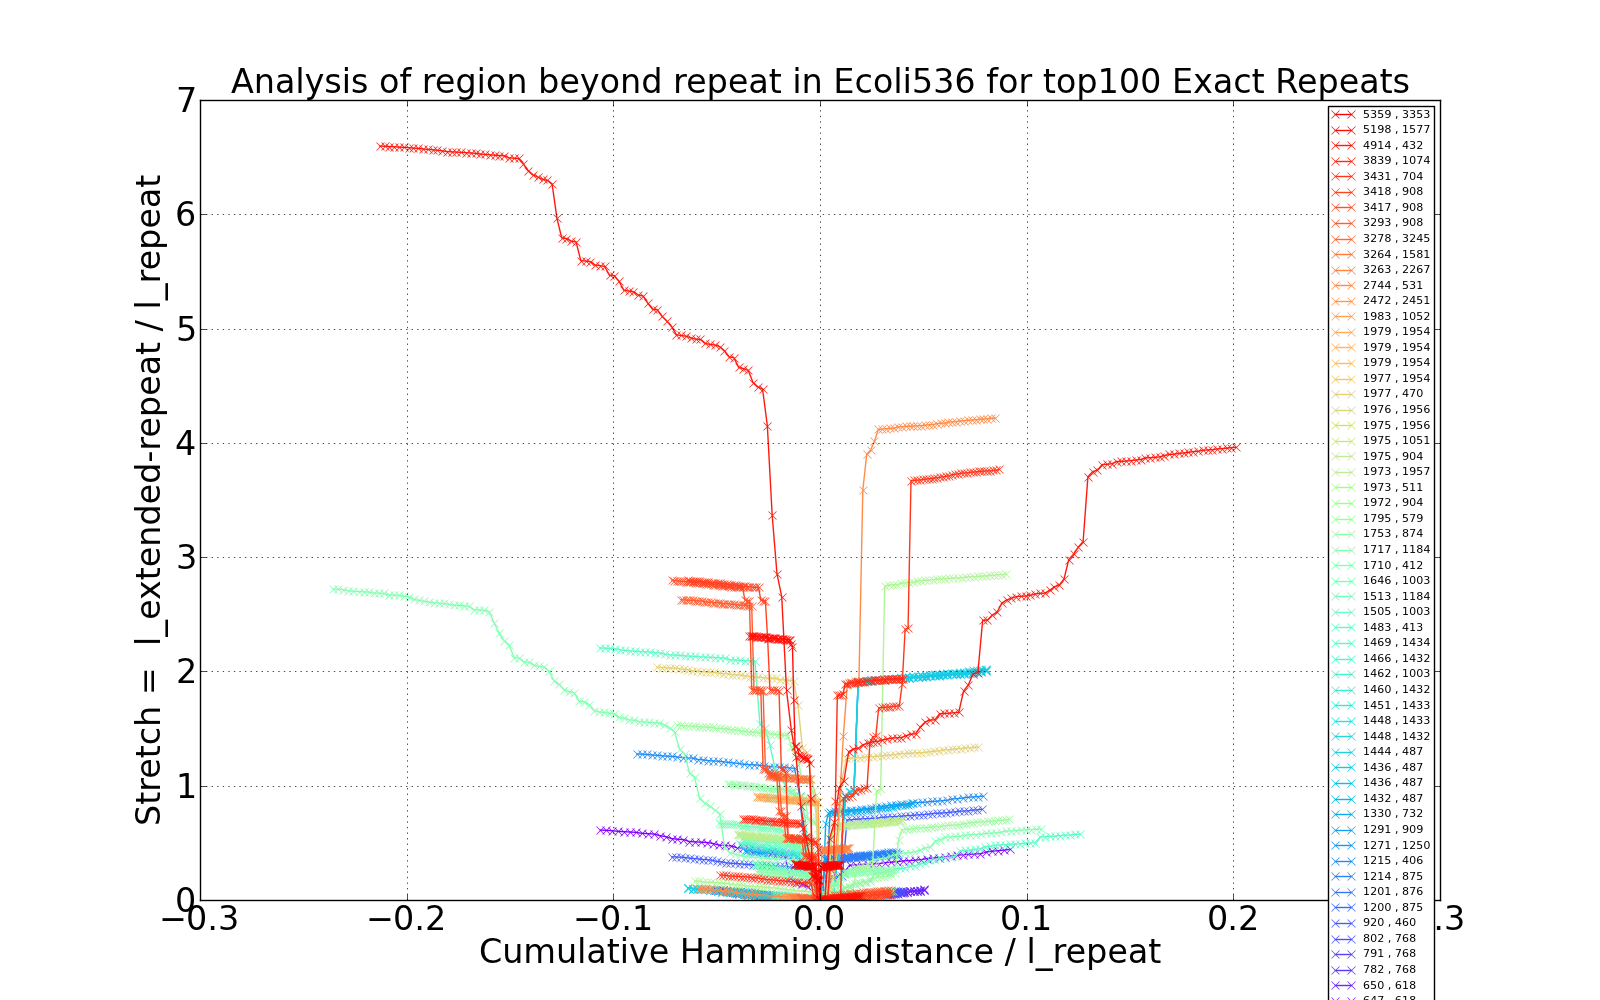 Analysis of region beyond repeat in Ecoli536 for top100 Exact Repeats
Stretch = l_extended-repeat / l_repeat
7
6
5
4
3
2
1
0
−0.3
−0.2
−0.1
0.0
0.1
0.2
.3
Cumulative Hamming distance / l_repeat
5359 , 3353
5198 , 1577
4914 , 432
3839 , 1074
3431 , 704
3418 , 908
3417 , 908
3293 , 908
3278 , 3245
3264 , 1581
3263 , 2267
2744 , 531
2472 , 2451
1983 , 1052
1979 , 1954
1979 , 1954
1979 , 1954
1977 , 1954
1977 , 470
1976 , 1956
1975 , 1956
1975 , 1051
1975 , 904
1973 , 1957
1973 , 511
1972 , 904
1795 , 579
1753 , 874
1717 , 1184
1710 , 412
1646 , 1003
1513 , 1184
1505 , 1003
1483 , 413
1469 , 1434
1466 , 1432
1462 , 1003
1460 , 1432
1451 , 1433
1448 , 1433
1448 , 1432
1444 , 487
1436 , 487
1436 , 487
1432 , 487
1330 , 732
1291 , 909
1271 , 1250
1215 , 406
1214 , 875
1201 , 876
1200 , 875
920 , 460
802 , 768
791 , 768
782 , 768
650 , 618
647 , 618